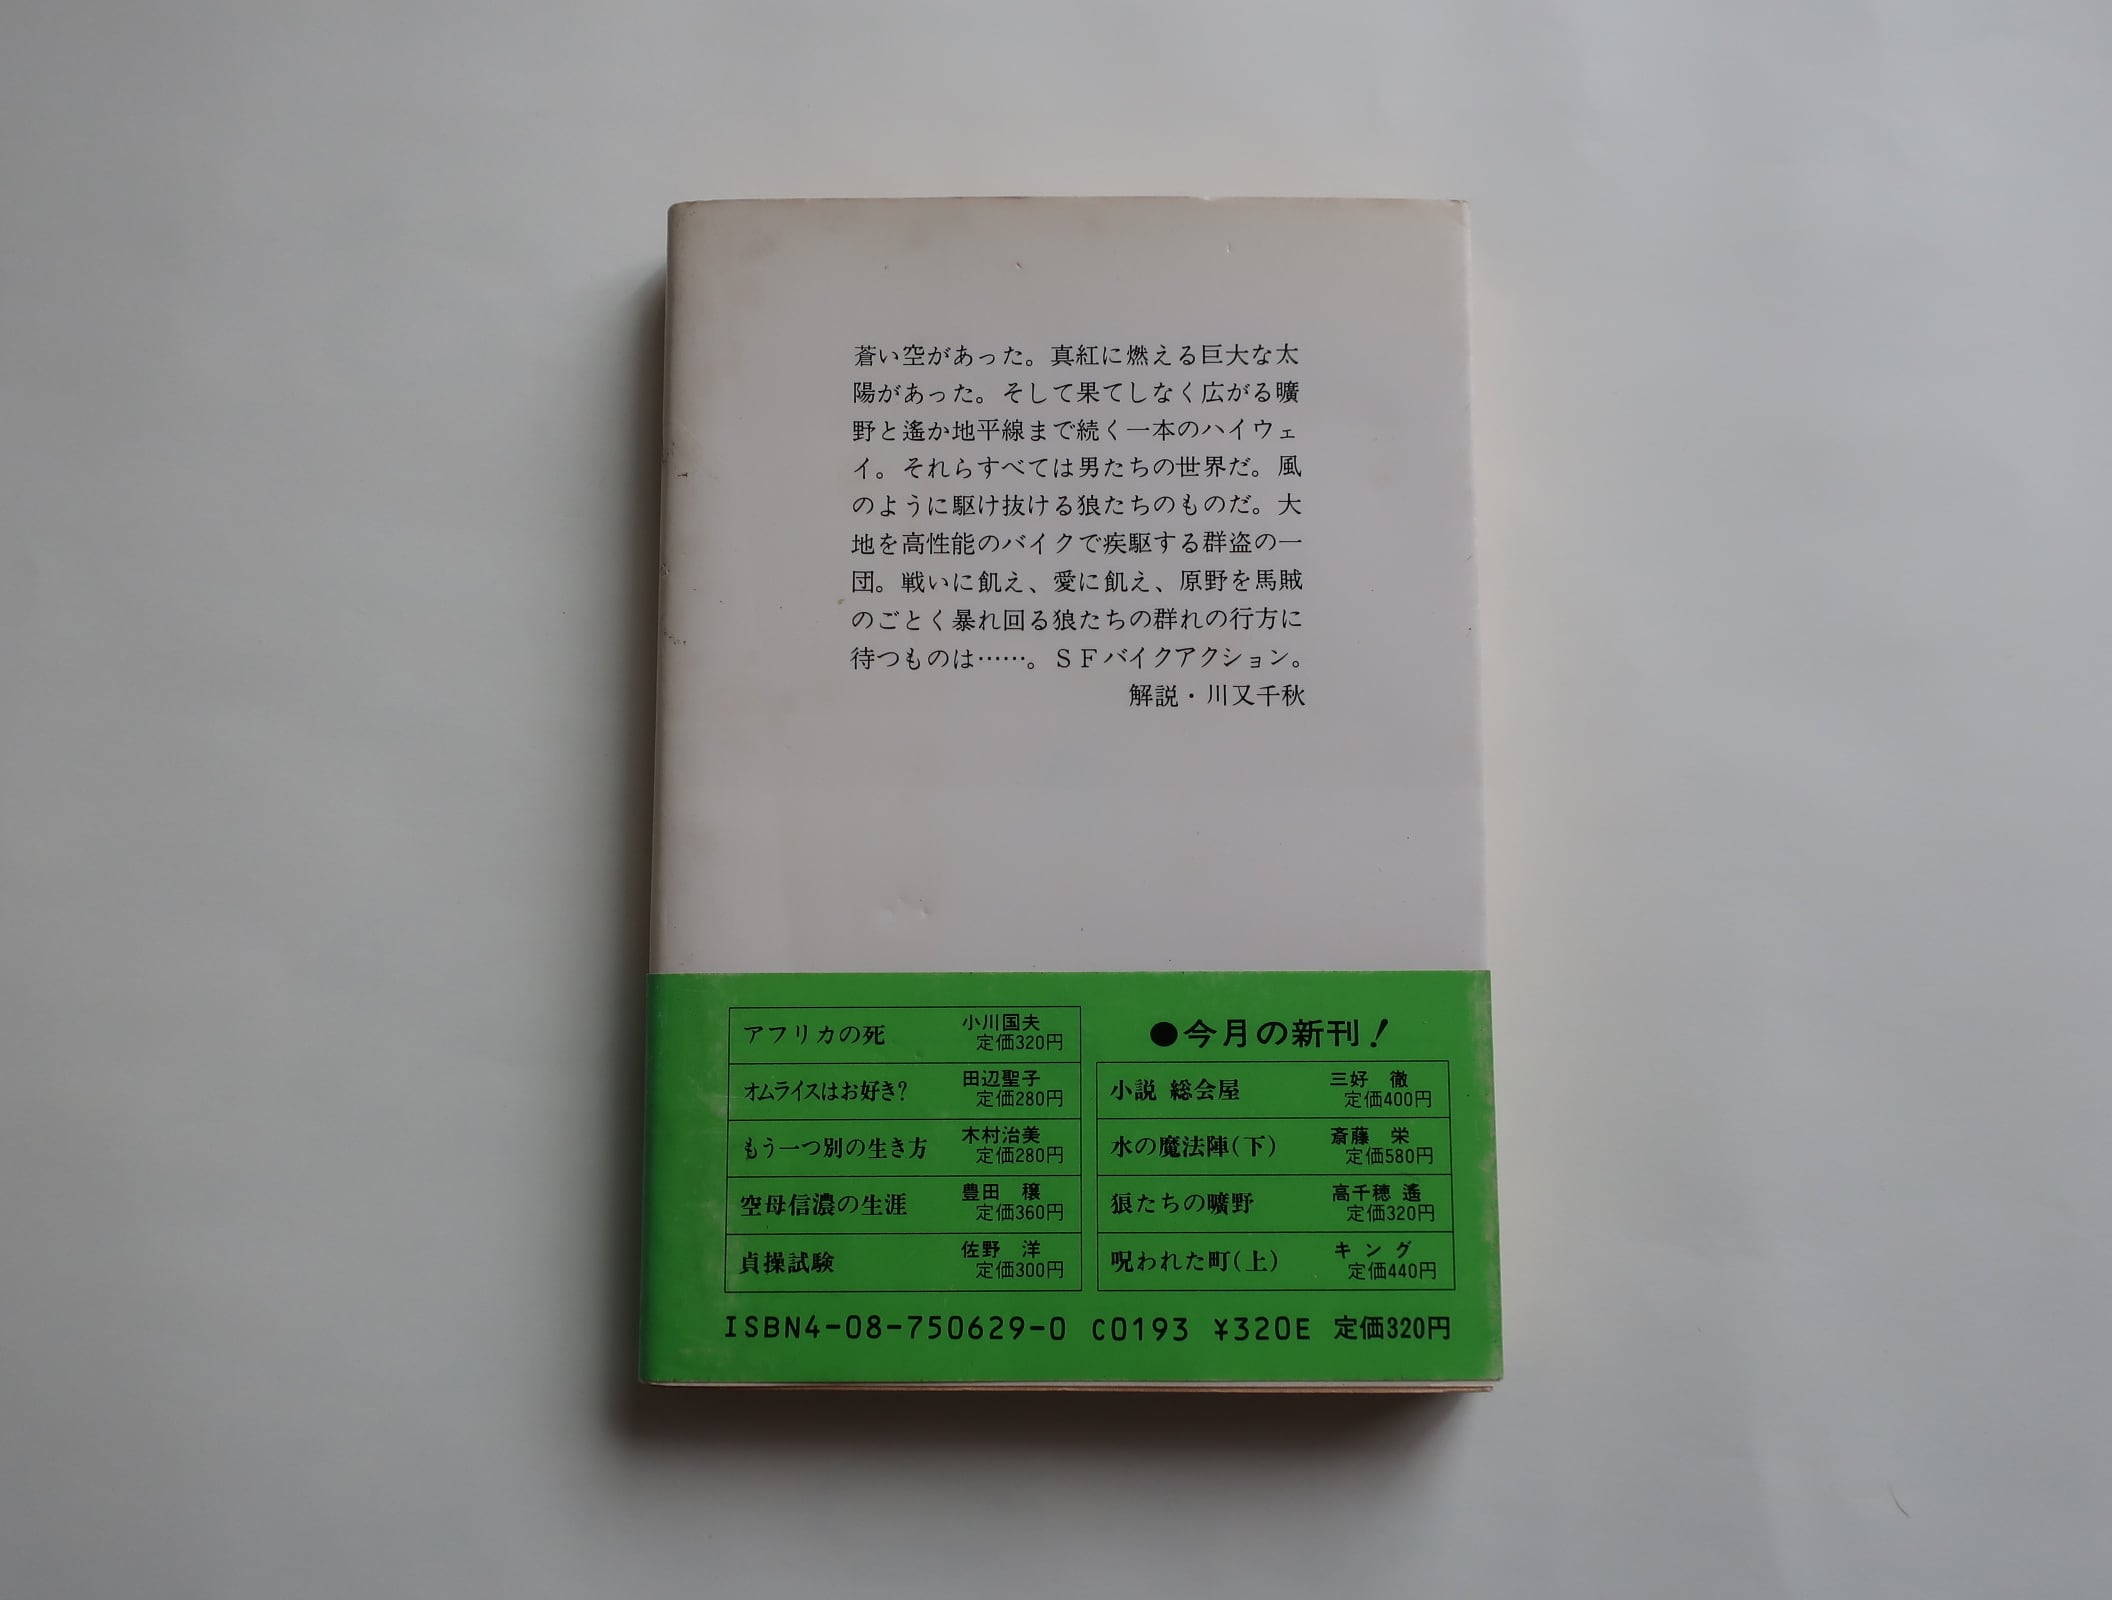 蒼い空があった。真紅に燃える巨大な太
陽があった。そして果てしなく広がる曠
野と遙か地平線まで続く一本のハイウェ
イ。それらすべては男たちの世界だ。風
のように駆け抜ける狼たちのものだ。大
地を高性能のバイクで疾駆する群盗の一
団。戦いに飢え、愛に飢え、原野を馬賊
のごとく暴れ回る狼たちの群れの行方に
待つものは……。SFバイクアクション。
解説・川又千秋
●今月の新刊！
小説 総会屋 三好 徹
定価400円
水の魔法陣(下) 斎藤 栄
定価580円
狼たちの曠野 高千穂 遙
定価320円
呪われた町(上) キング
定価440円
アフリカの死 小川国夫
定価320円
オムライスはお好き? 田辺聖子
定価280円
もう一つ別の生き方 木村治美
定価280円
空母信濃の生涯 豊田 穣
定価360円
貞操試験 佐野 洋
定価300円
ISBN4-08-750629-0 C0193 ¥320E 定価320円